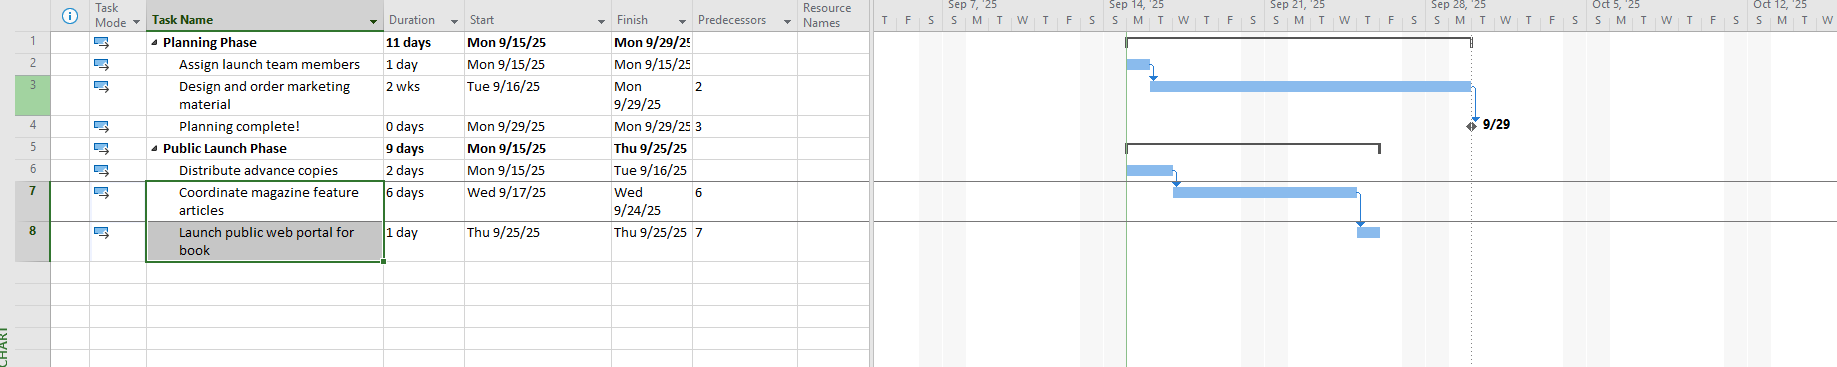 Task Mode Task Name Duration Start Finish Predecessors Resource Names
Sep 7, '25 Sep 14, '25 Sep 21, '25 Sep 28, '25 Oct 5, '25 Oct 12, '25
T F S S M T W T F S S M T W T F S S M T W T F S S M T W T F S S M T W T F S S M T W
1 Planning Phase 11 days Mon 9/15/25 Mon 9/29/25
2 Assign launch team members 1 day Mon 9/15/25 Mon 9/15/25
3 Design and order marketing material 2 wks Tue 9/16/25 Mon 9/29/25 2
4 Planning complete! 0 days Mon 9/29/25 Mon 9/29/25 3
9/29
5 Public Launch Phase 9 days Mon 9/15/25 Thu 9/25/25
6 Distribute advance copies 2 days Mon 9/15/25 Tue 9/16/25
7 Coordinate magazine feature articles 6 days Wed 9/17/25 Wed 9/24/25 6
8 Launch public web portal for book 1 day Thu 9/25/25 Thu 9/25/25 7
CHART